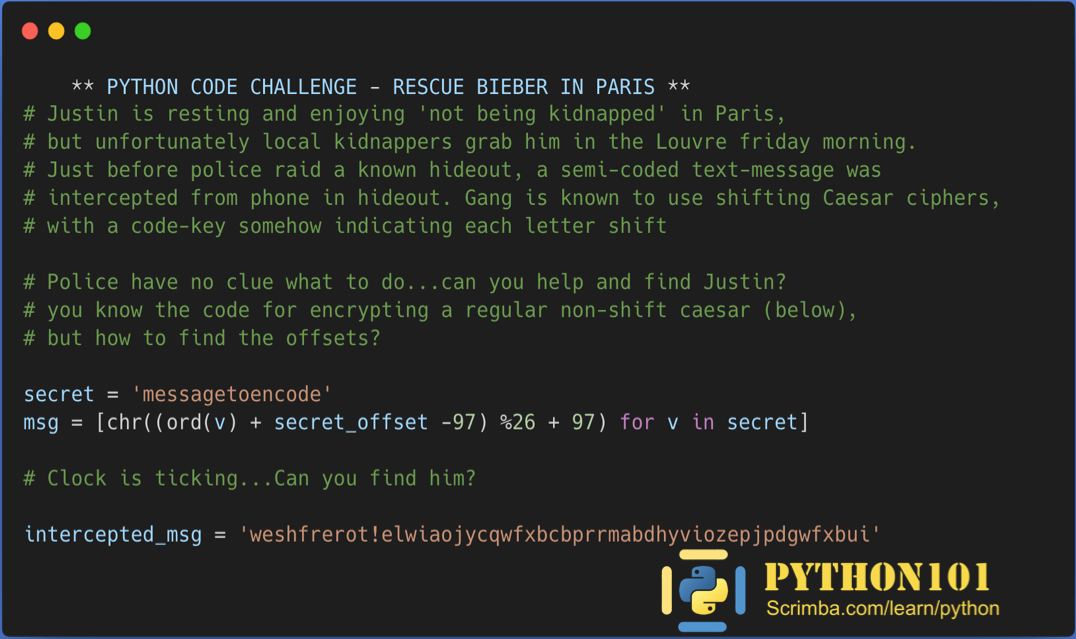 ** PYTHON CODE CHALLENGE - RESCUE BIEBER IN PARIS **
# Justin is resting and enjoying 'not being kidnapped' in Paris,
# but unfortunately local kidnappers grab him in the Louvre friday morning.
# Just before police raid a known hideout, a semi-coded text-message was
# intercepted from phone in hideout. Gang is known to use shifting Caesar ciphers,
# with a code-key somehow indicating each letter shift
# Police have no clue what to do...can you help and find Justin?
# you know the code for encrypting a regular non-shift caesar (below),
# but how to find the offsets?
secret = 'messagetoencode'
msg = [chr((ord(v) + secret_offset -97) %26 + 97) for v in secret]
# Clock is ticking...Can you find him?
intercepted_msg = 'weshfrerot!elwiaojycqwfxbcbprrmabdhyviozepjpdgwfxbui'
PYTHON101
Scrimba.com/learn/python